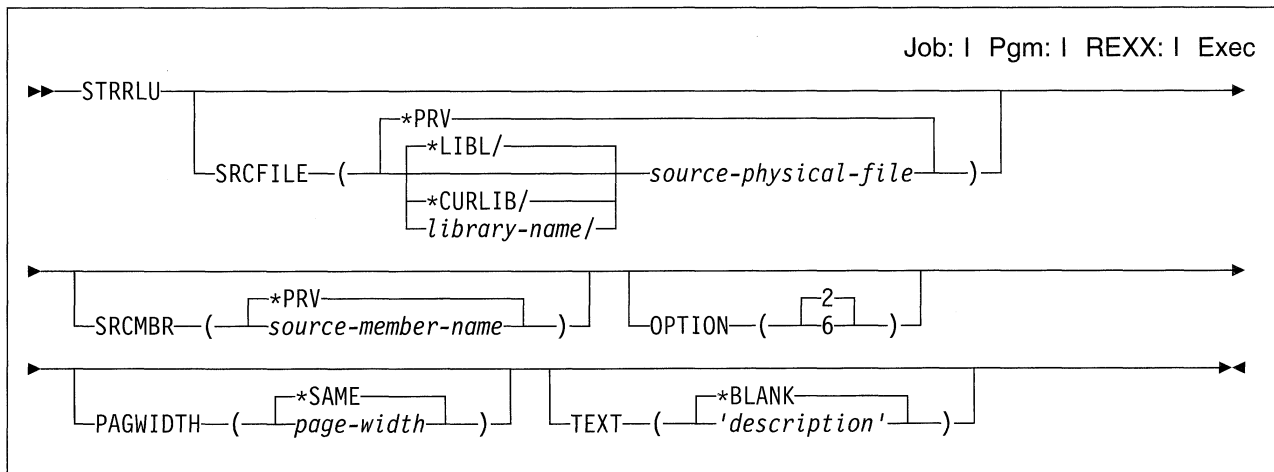 Job: I Pgm: I REXX: I Exec
STRRLU
*PRV
*LIBL/
SRCFILE ( source-physical-file )
*CURLIB/
library-name/
*PRV 2
SRCMBR ( source-member-name ) OPTION ( 6 )
*SAME *BLANK
PAGWIDTH ( page-width ) TEXT ( 'description' )